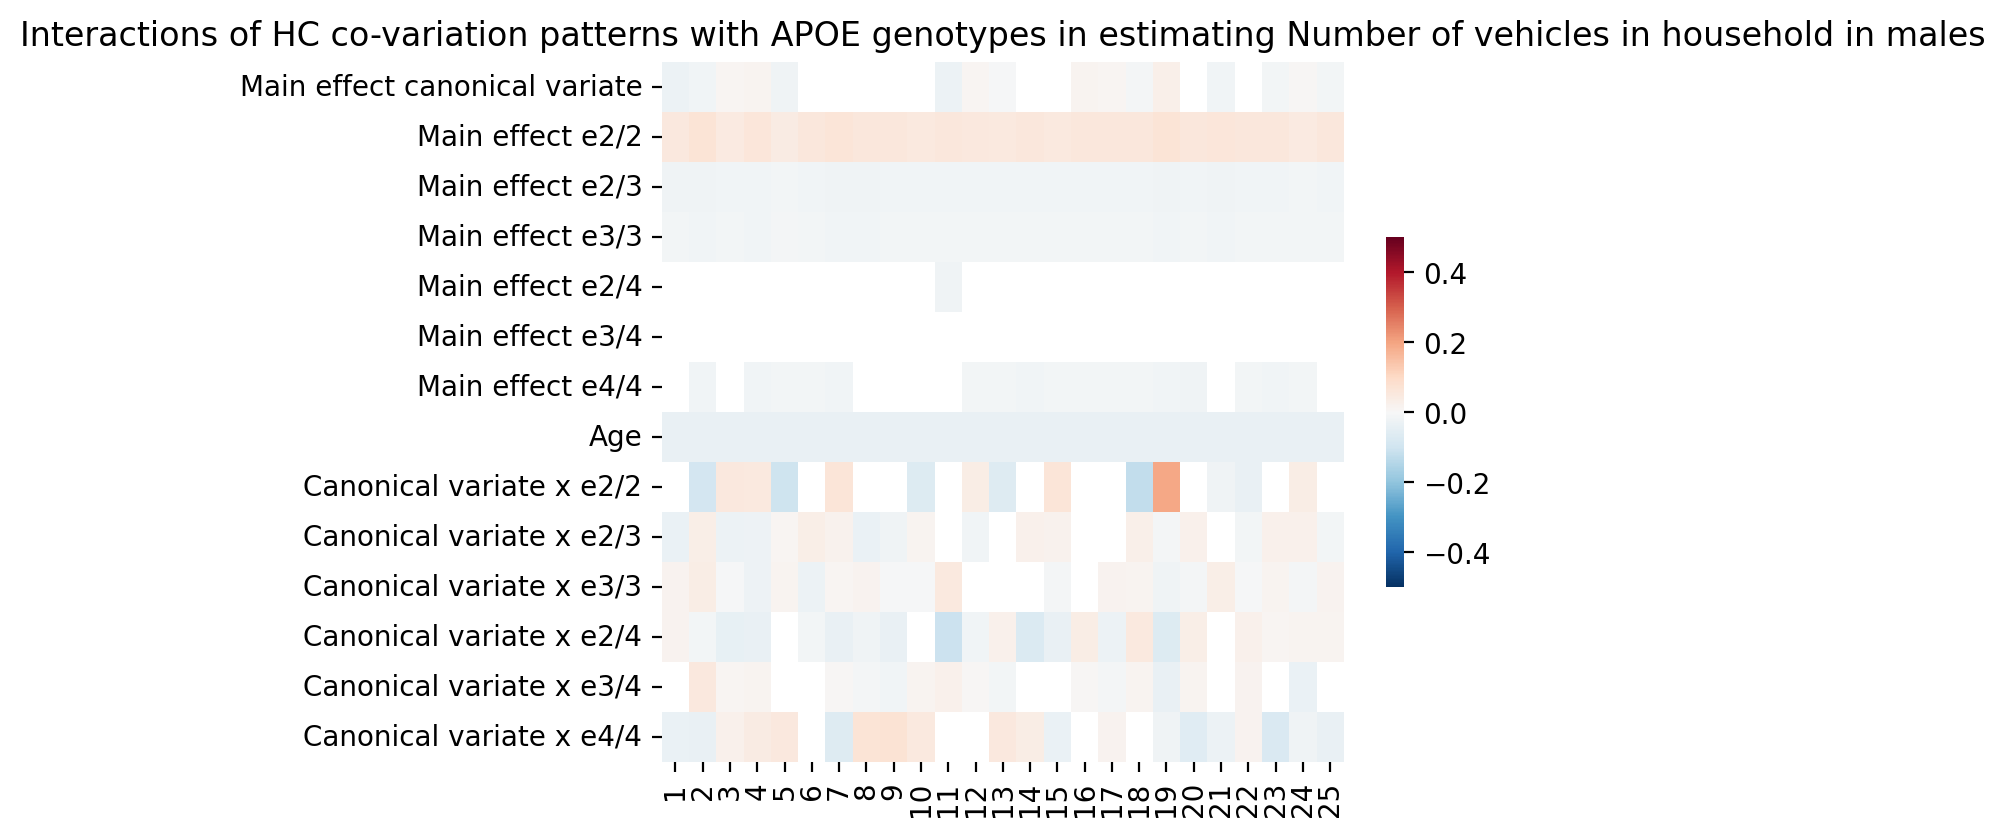 Interactions of HC co-variation patterns with APOE genotypes in estimating Number of vehicles in household in males
Main effect canonical variate
Main effect e2/2
Main effect e2/3
Main effect e3/3
Main effect e2/4
Main effect e3/4
Main effect e4/4
Age
Canonical variate x e2/2
Canonical variate x e2/3
Canonical variate x e3/3
Canonical variate x e2/4
Canonical variate x e3/4
Canonical variate x e4/4
1 2 3 4 5 6 7 8 9 10 11 12 13 14 15 16 17 18 19 20 21 22 23 24 25
0.4
0.2
0.0
−0.2
−0.4